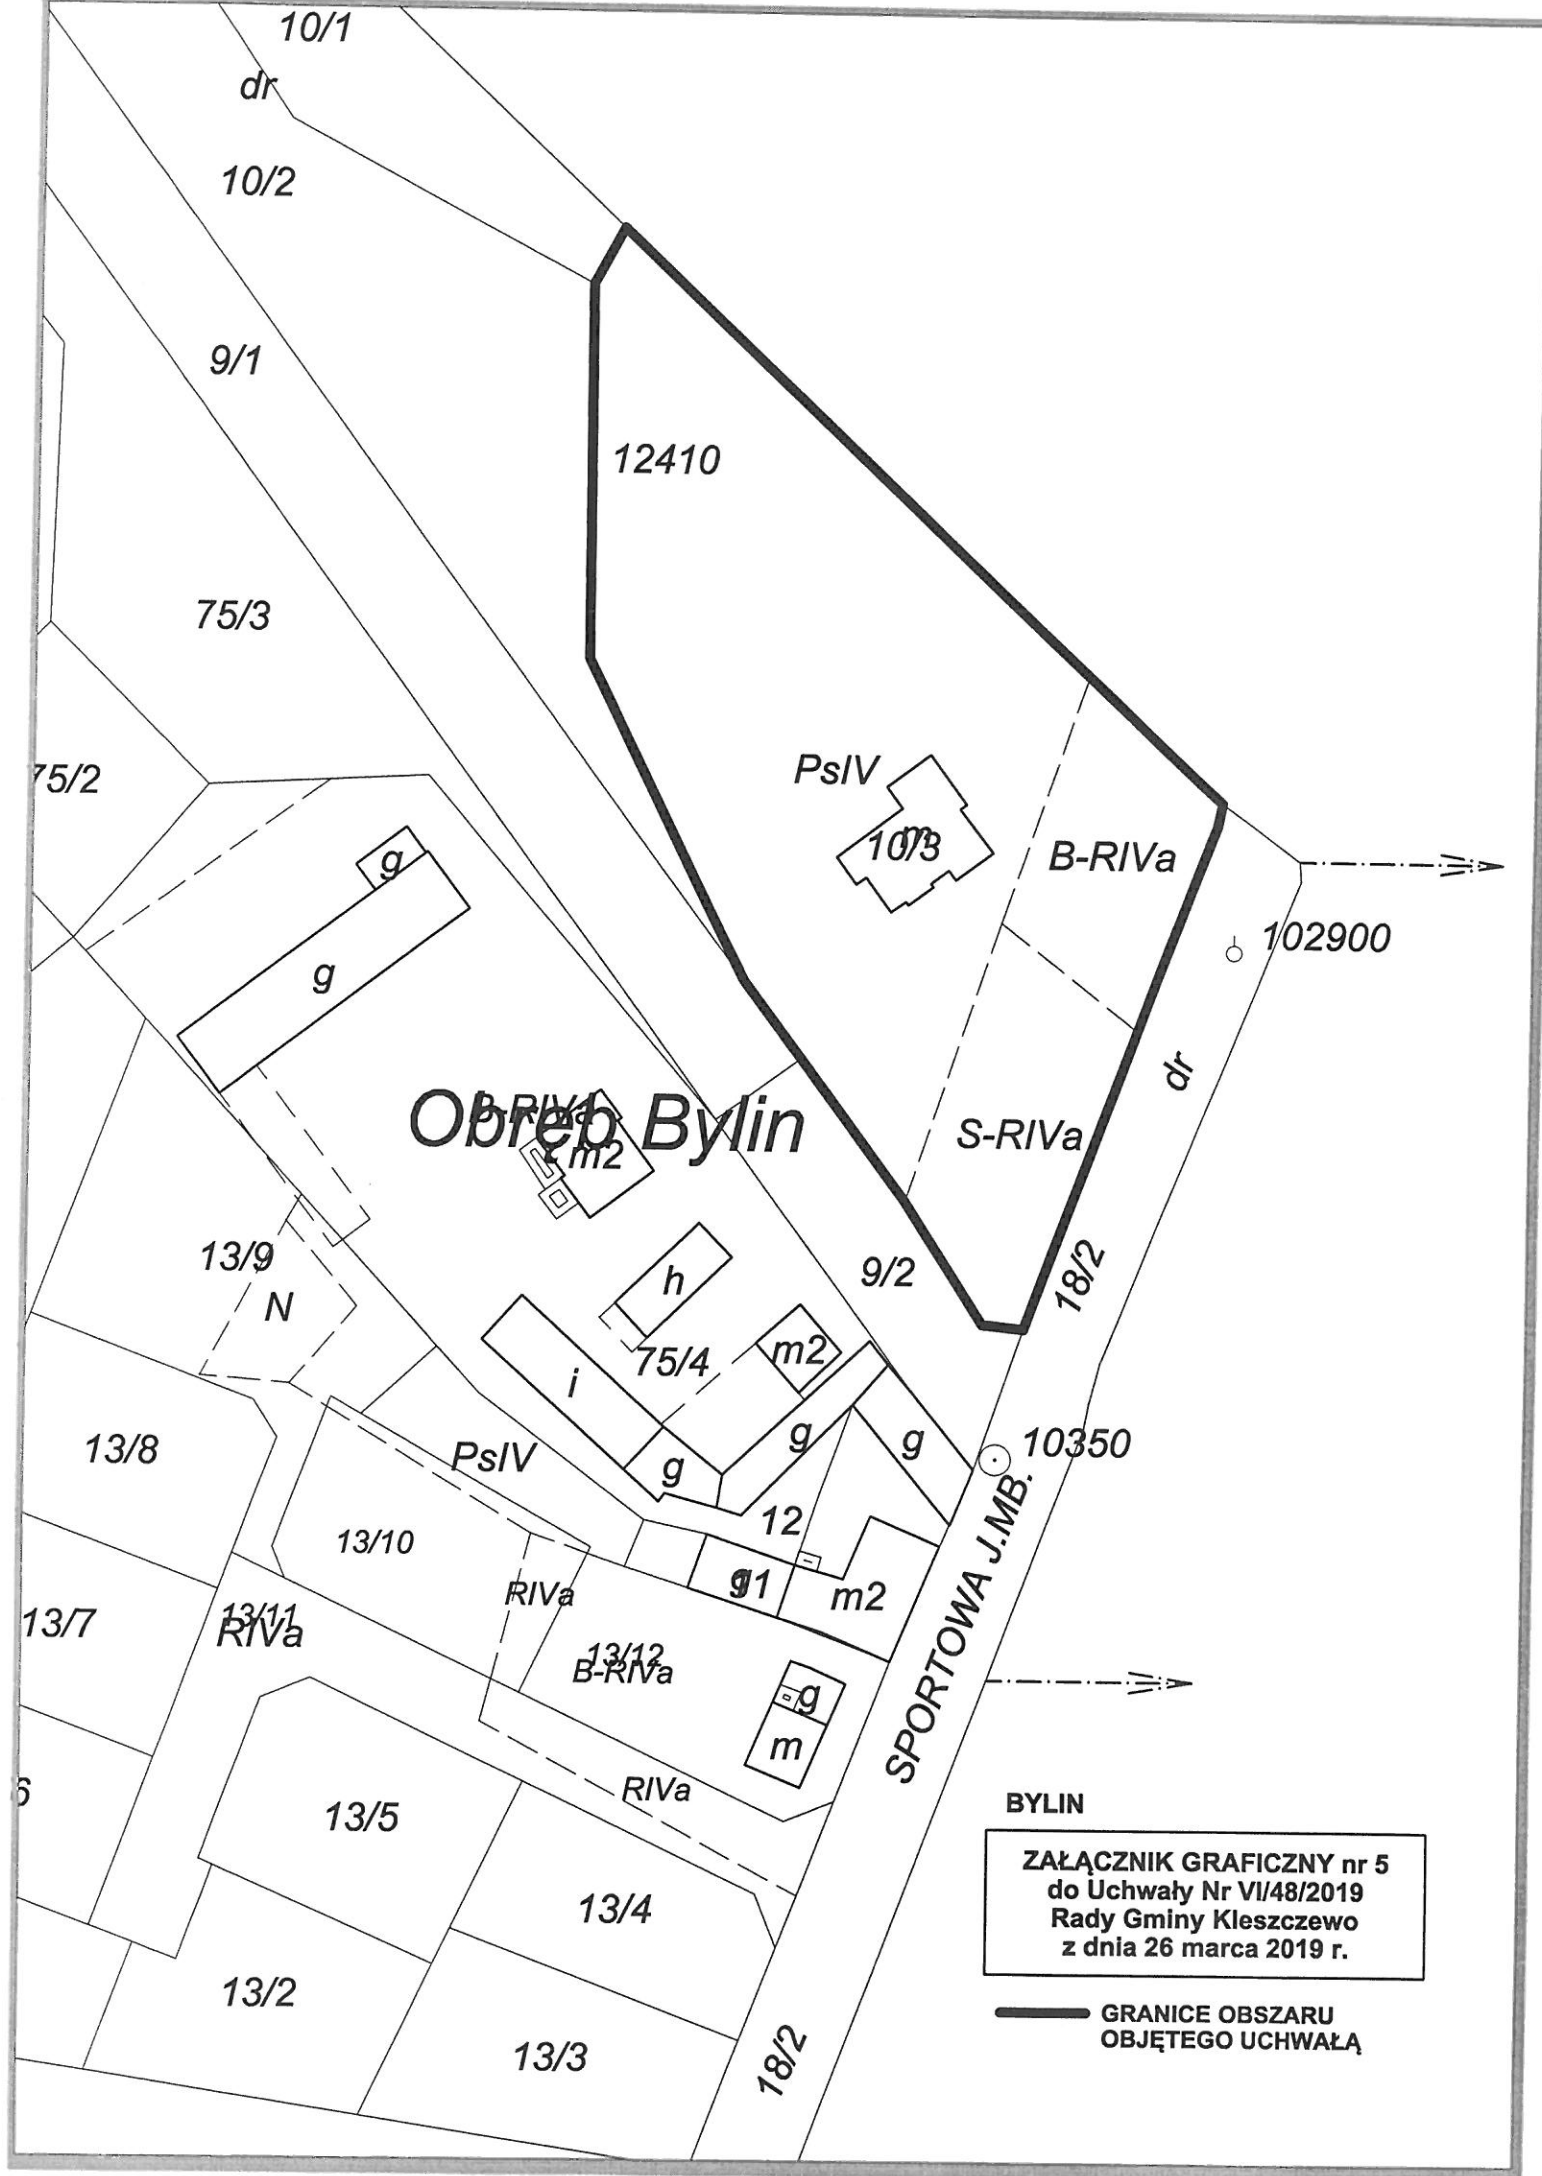 10/1
dr
10/2
9/1
12410
75/3
75/2
PsIV
m
10/3
B-RIVa
g
102900
g
dr
B-RIVa
Obręb Bylin
m2
S-RIVa
13/9
9/2
18/2
h
N
m2
75/4
i
g
g
10350
13/8
PsIV
g
12
13/10
g
11
m2
RIVa
13/11
RIVa
13/7
13/12
B-RIVa
SPORTOWA J.MB.
g
m
RIVa
6
13/5
BYLIN
ZAŁĄCZNIK GRAFICZNY nr 5
do Uchwały Nr VI/48/2019
Rady Gminy Kleszczewo
z dnia 26 marca 2019 r.
13/4
13/2
GRANICE OBSZARU
OBJĘTEGO UCHWAŁĄ
13/3
18/2